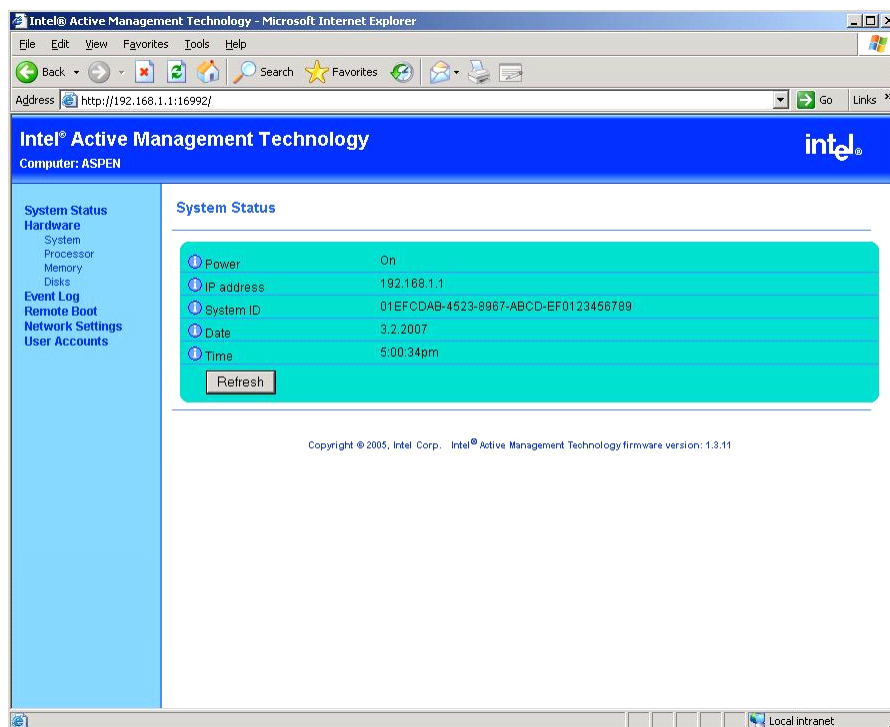 Intel® Active Management Technology - Microsoft Internet Explorer
File Edit View Favorites Tools Help
Back Search Favorites
Address http://192.168.1.1:16992/ Go Links »
Intel® Active Management Technology
Computer: ASPEN
intel®
System Status
Hardware
System
Processor
Memory
Disks
Event Log
Remote Boot
Network Settings
User Accounts
System Status
Power On
IP address 192.168.1.1
System ID 01EFCDAB-4523-8967-ABCD-EF0123456789
Date 3.2.2007
Time 5:00:34pm
Refresh
Copyright © 2005, Intel Corp. Intel® Active Management Technology firmware version: 1.3.11
Local intranet